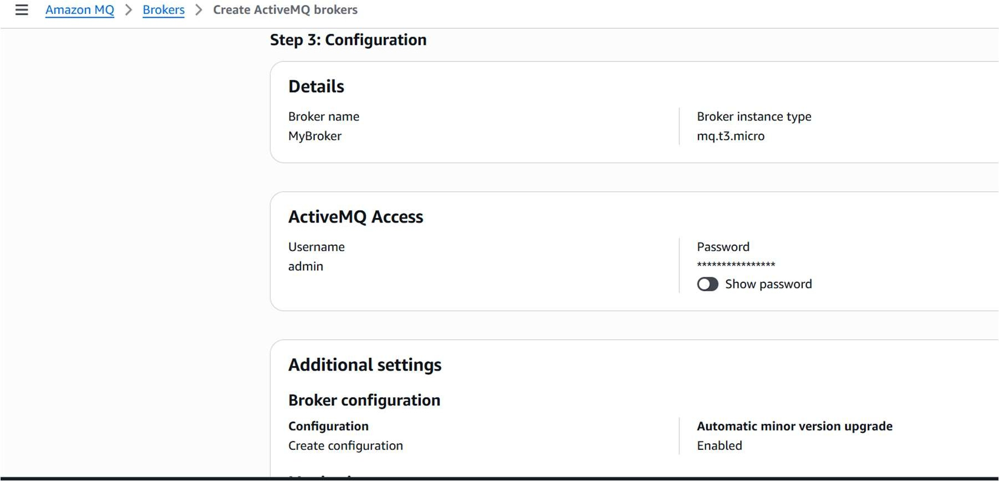 Amazon MQ > Brokers > Create ActiveMQ brokers
Step 3: Configuration
Details
Broker name
MyBroker
Broker instance type
mq.t3.micro
ActiveMQ Access
Username
admin
Password
****************
Show password
Additional settings
Broker configuration
Configuration
Create configuration
Automatic minor version upgrade
Enabled